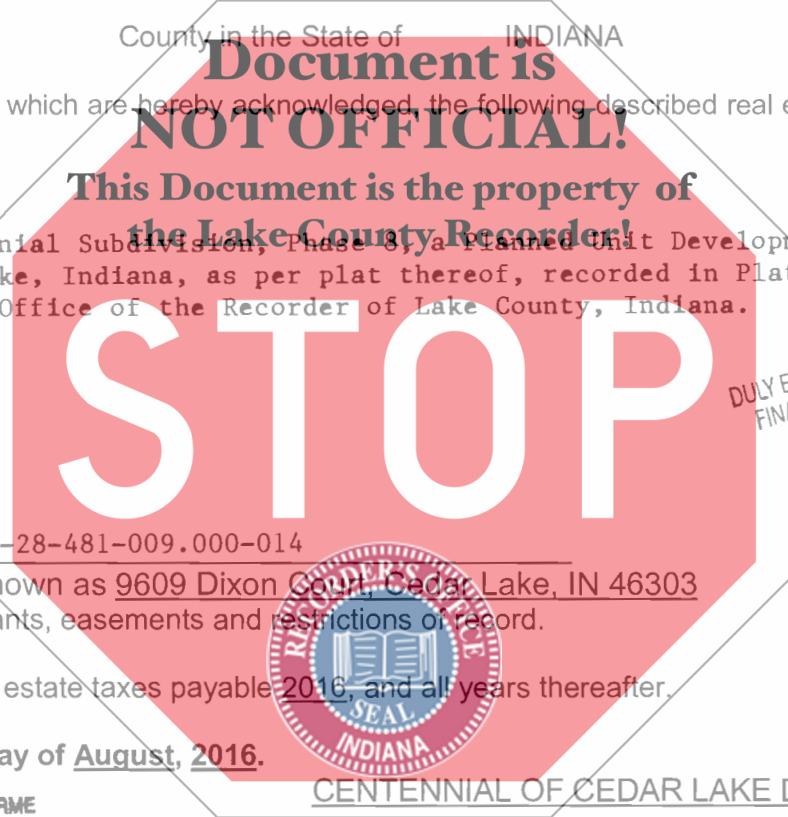 County in the State of INDIANA
Document is
which are hereby acknowledged, the following described real e
NOT OFFICIAL!
This Document is the property of
the Lake County Recorder!
nial Subdivision, Phase 8, a Planned Unit Develop
ke, Indiana, as per plat thereof, recorded in Plat
Office of the Recorder of Lake County, Indiana.
STOP
DULY E
FINA
-28-481-009.000-014
nown as 9609 Dixon Court, Cedar Lake, IN 46303
ants, easements and restrictions of record.
RECORDER'S OFFICE
estate taxes payable 2016, and all years thereafter.
SEAL
INDIANA
ay of August, 2016.
CENTENNIAL OF CEDAR LAKE D
RME